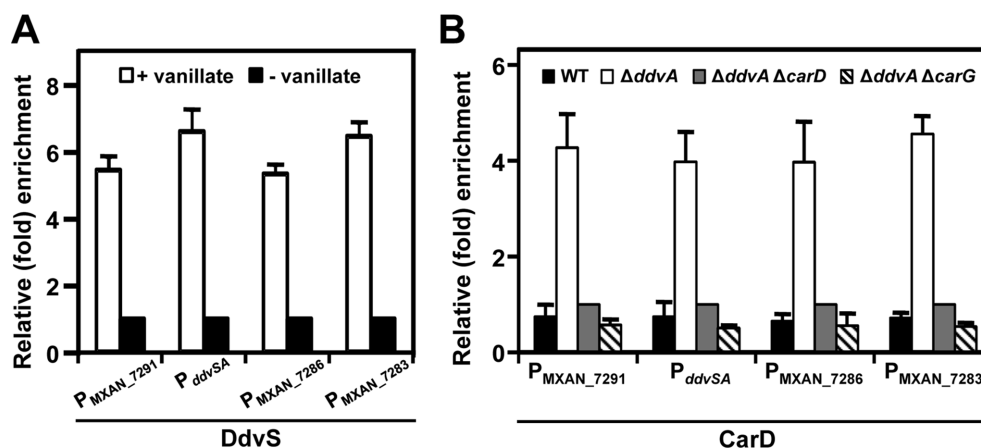 A
Relative (fold) enrichment
8
6
4
2
0
+ vanillate
- vanillate
P MXAN_7291
P ddvSA
P MXAN_7286
P MXAN_7283
DdvS
B
Relative (fold) enrichment
6
4
2
0
WT
ΔddvA
ΔddvA ΔcarD
ΔddvA ΔcarG
P MXAN_7291
P ddvSA
P MXAN_7286
P MXAN_7283
CarD